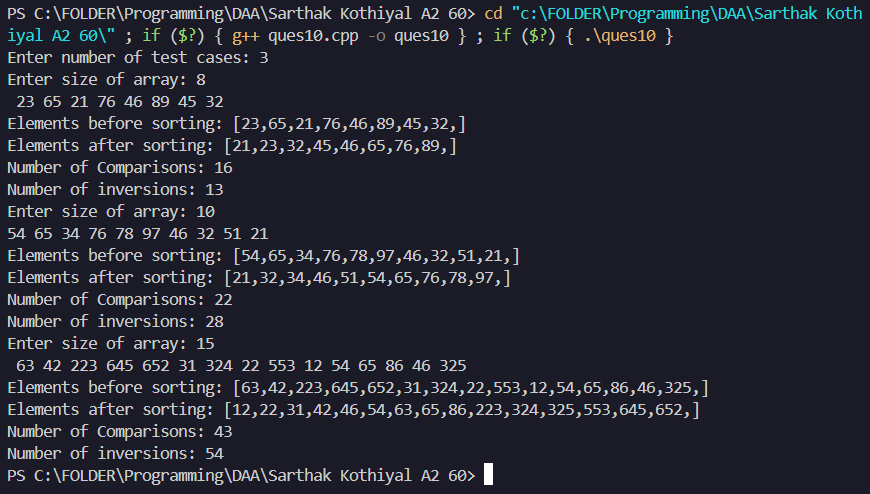 PS C:\FOLDER\Programming\DAA\Sarthak Kothiyal A2 60> cd "c:\FOLDER\Programming\DAA\Sarthak Koth
iyal A2 60\" ; if ($?) { g++ ques10.cpp -o ques10 } ; if ($?) { .\ques10 }
Enter number of test cases: 3
Enter size of array: 8
 23 65 21 76 46 89 45 32
Elements before sorting: [23,65,21,76,46,89,45,32,]
Elements after sorting: [21,23,32,45,46,65,76,89,]
Number of Comparisons: 16
Number of inversions: 13
Enter size of array: 10
54 65 34 76 78 97 46 32 51 21
Elements before sorting: [54,65,34,76,78,97,46,32,51,21,]
Elements after sorting: [21,32,34,46,51,54,65,76,78,97,]
Number of Comparisons: 22
Number of inversions: 28
Enter size of array: 15
 63 42 223 645 652 31 324 22 553 12 54 65 86 46 325
Elements before sorting: [63,42,223,645,652,31,324,22,553,12,54,65,86,46,325,]
Elements after sorting: [12,22,31,42,46,54,63,65,86,223,324,325,553,645,652,]
Number of Comparisons: 43
Number of inversions: 54
PS C:\FOLDER\Programming\DAA\Sarthak Kothiyal A2 60>